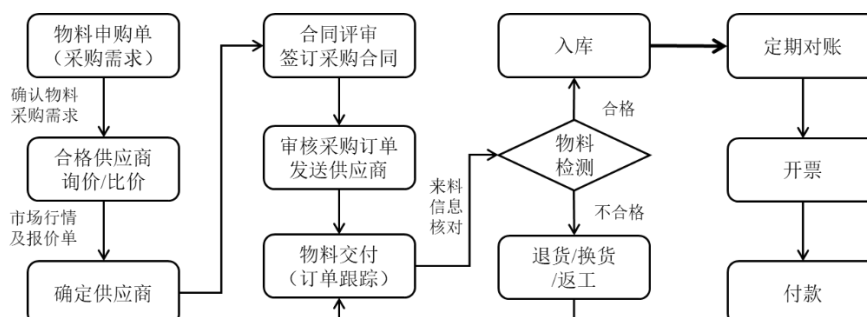 物料申购单
（采购需求）
确认物料
采购需求
合格供应商
询价/比价
市场行情
及报价单
确定供应商
合同评审
签订采购合同
审核采购订单
发送供应商
物料交付
（订单跟踪）
来料
信息
核对
入库
合格
物料
检测
不合格
退货/换货
/返工
定期对账
开票
付款